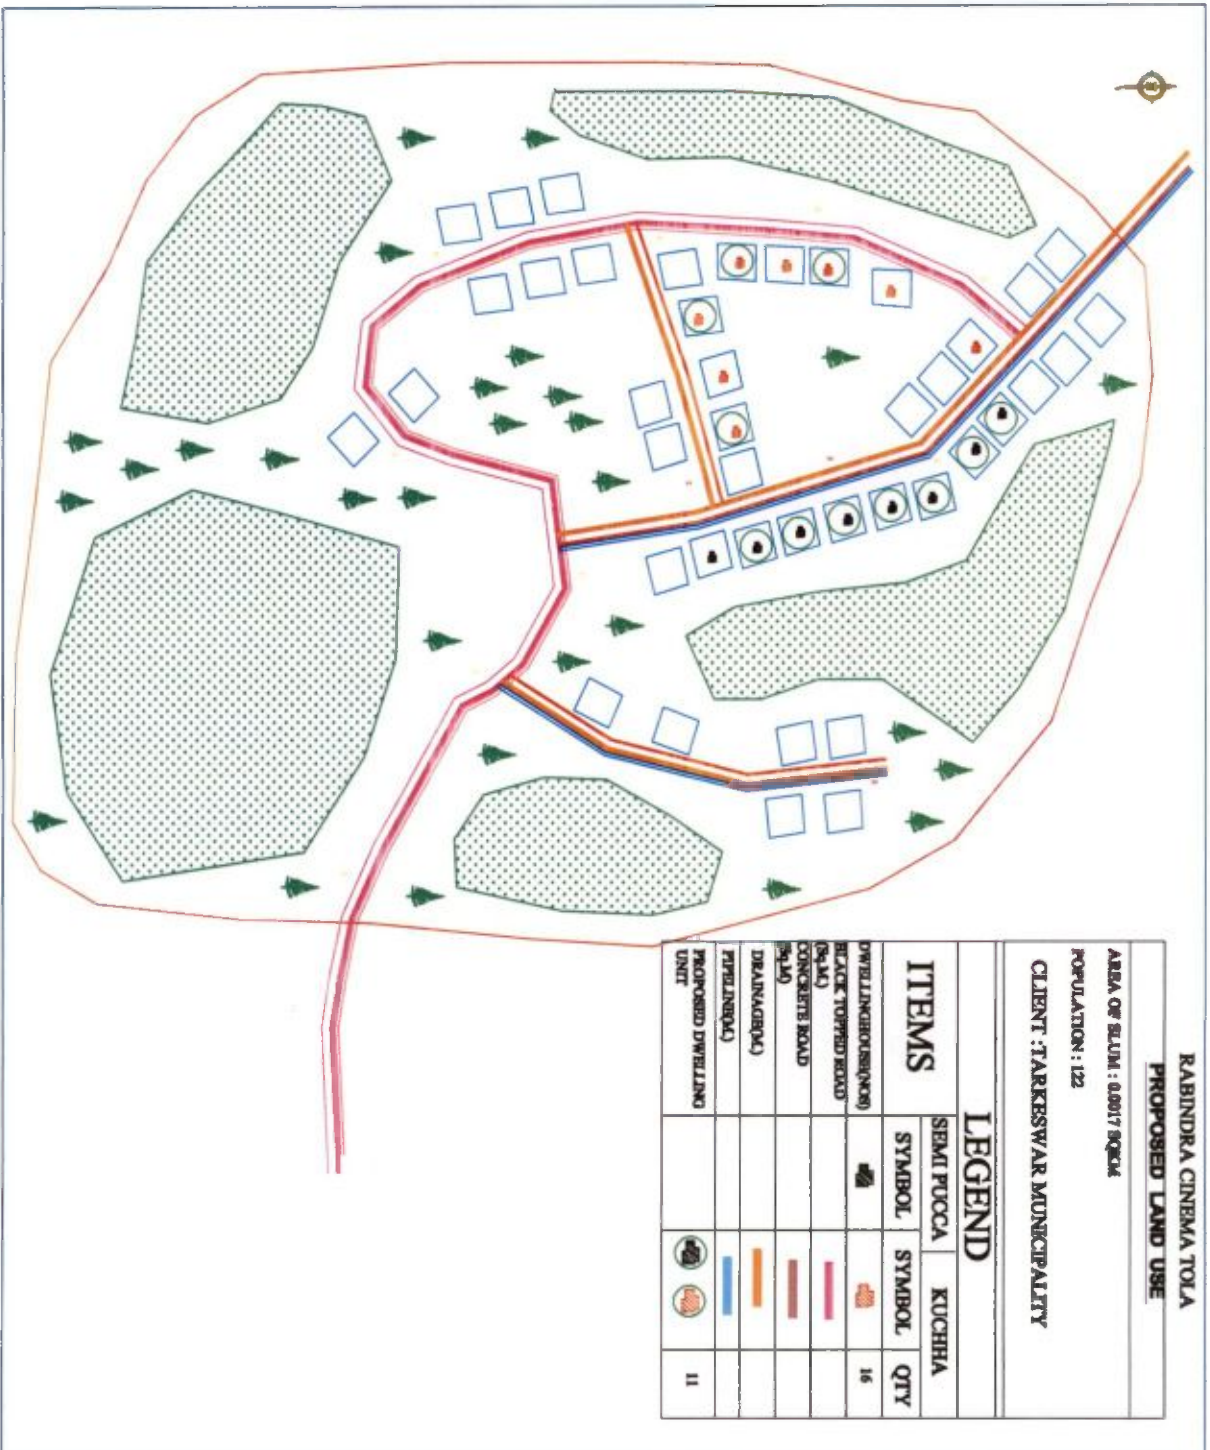 RABINDRA CINEMA TOLA
PROPOSED LAND USE
AREA OF SLUM : 0.0017 SQKM
POPULATION : 122
CLIENT : TARKESWAR MUNICIPALITY
LEGEND
ITEMS
SEMI PUCCA
KUCHHA
SYMBOL
SYMBOL
QTY
DWELLINGHOUSE(NOS)
16
BLACK TOPPED ROAD
(Sq.M.)
CONCRETE ROAD
(Sq.M)
DRAINAGE(M.)
PIPELINE(M.)
PROPOSED DWELLING
UNIT
11